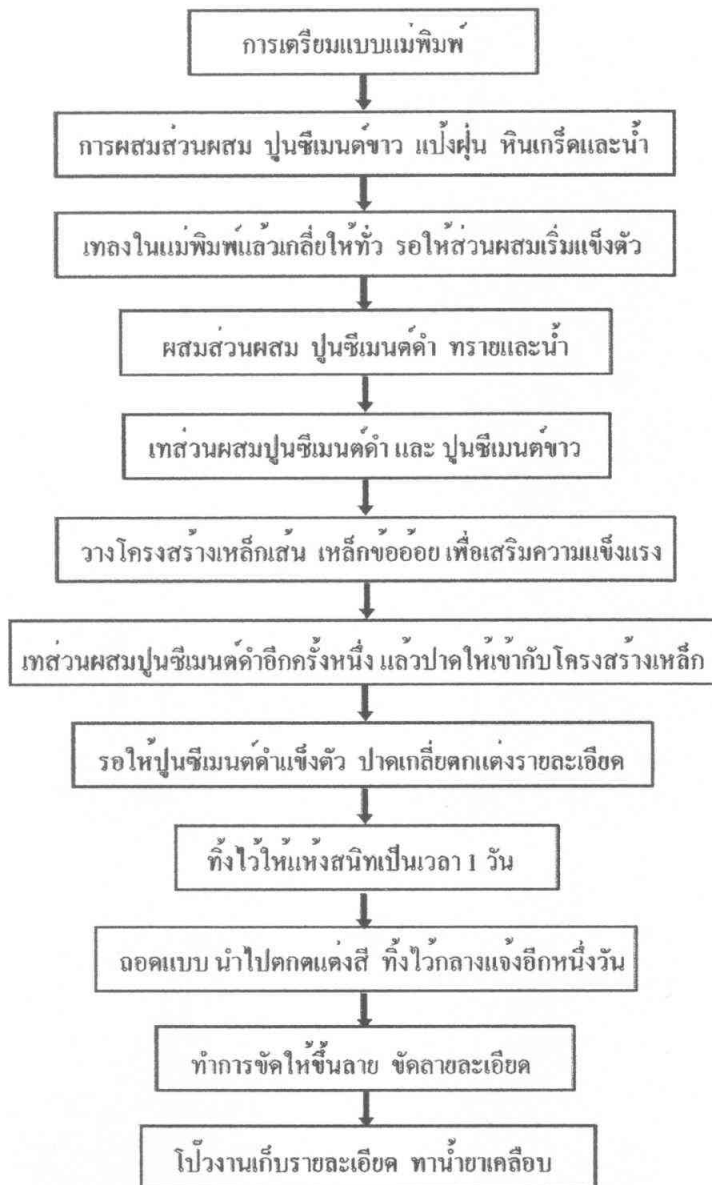 การเตรียมแบบแม่พิมพ์
การผสมส่วนผสม ปูนซีเมนต์ขาว แป้งฝุ่น หินเกร็ดและน้ำ
เทลงในแม่พิมพ์แล้วเกลี่ยให้ทั่ว รอให้ส่วนผสมเริ่มแข็งตัว
ผสมส่วนผสม ปูนซีเมนต์ดำ ทรายและน้ำ
เทส่วนผสมปูนซีเมนต์ดำ และ ปูนซีเมนต์ขาว
วางโครงสร้างเหล็กเส้น เหล็กข้ออ้อย เพื่อเสริมความแข็งแรง
เทส่วนผสมปูนซีเมนต์ดำอีกครั้งหนึ่ง แล้วปาดให้เข้ากับโครงสร้างเหล็ก
รอให้ปูนซีเมนต์ดำแข็งตัว ปาดเกลี่ยตกแต่งรายละเอียด
ทิ้งไว้ให้แห้งสนิทเป็นเวลา 1 วัน
ถอดแบบ นำไปตกตแต่งสี ทิ้งไว้กลางแจ้งอีกหนึ่งวัน
ทำการขัดให้ขึ้นลาย ขัดลายละเอียด
โป๊วงานเก็บรายละเอียด ทาน้ำยาเคลือบ